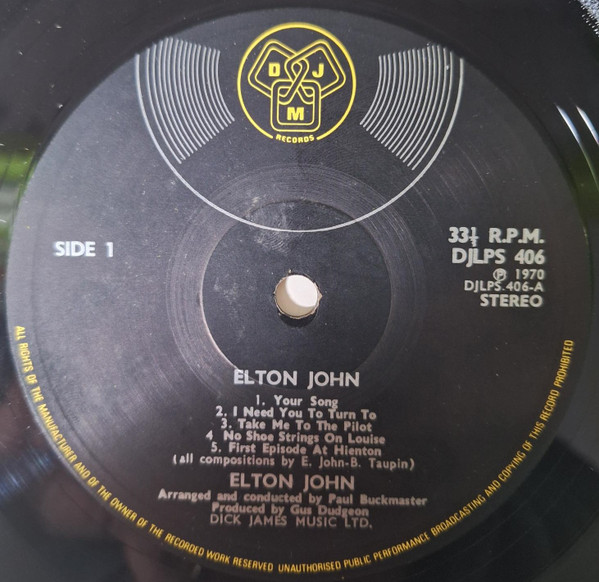 D J
M
RECORDS
SIDE 1
33⅓ R.P.M.
DJLPS 406
℗ 1970
DJLPS.406-A
STEREO
ELTON JOHN
1. Your Song
2. I Need You To Turn To
3. Take Me To The Pilot
4 No Shoe Strings On Louise
5. First Episode At Hienton
(all compositions by E. John-B. Taupin)
ELTON JOHN
Arranged and conducted by Paul Buckmaster
Produced by Gus Dudgeon
DICK JAMES MUSIC LTD.
ALL RIGHTS OF THE MANUFACTURER AND OF THE OWNER OF THE RECORDED WORK RESERVED UNAUTHORISED PUBLIC PERFORMANCE BROADCASTING AND COPYING OF THIS RECORD PROHIBITED